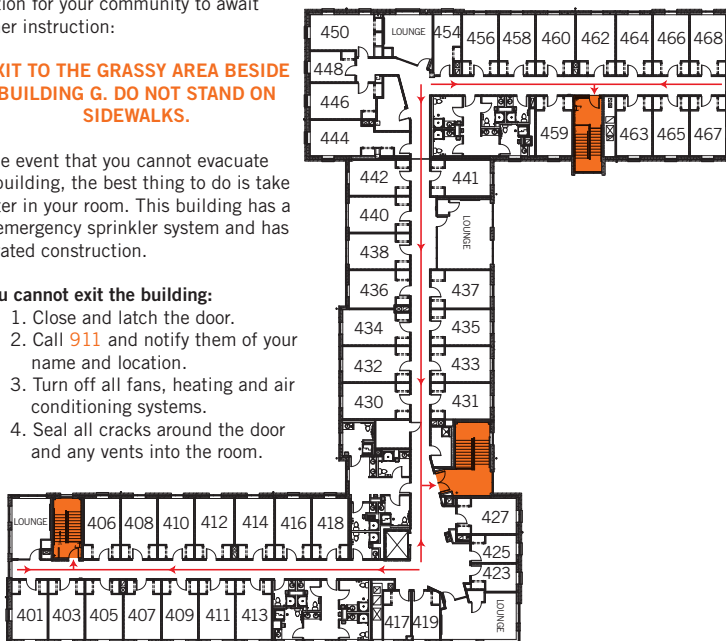 tion for your community to await
er instruction:
XIT TO THE GRASSY AREA BESIDE
BUILDING G. DO NOT STAND ON
SIDEWALKS.
e event that you cannot evacuate
building, the best thing to do is take
ter in your room. This building has a
emergency sprinkler system and has
ated construction.
u cannot exit the building:
1. Close and latch the door.
2. Call 911 and notify them of your
name and location.
3. Turn off all fans, heating and air
conditioning systems.
4. Seal all cracks around the door
and any vents into the room.
450 LOUNGE 454 456 458 460 462 464 466 468
448
446
444
459 463 465 467
442 441
440
LOUNGE
438
436 437
434 435
432 433
430 431
LOUNGE 406 408 410 412 414 416 418
427
425
423
401 403 405 407 409 411 413 417 419
LOUNGE